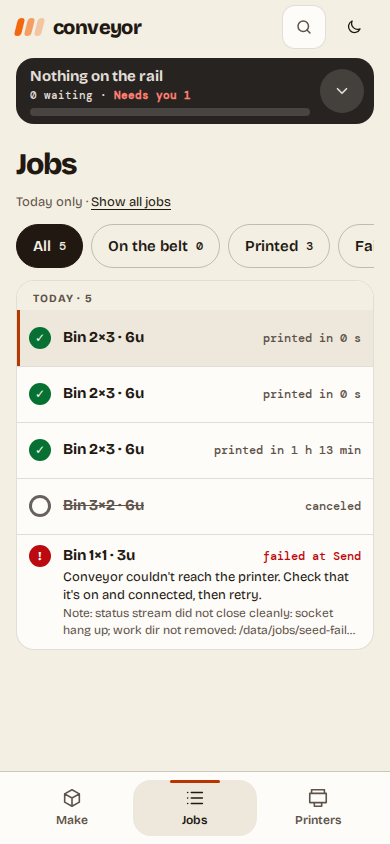 conveyor
Nothing on the rail
0 waiting · Needs you 1
Jobs
Today only · Show all jobs
All 5 On the belt 0 Printed 3 Fa
TODAY · 5
Bin 2×3 · 6u printed in 0 s
Bin 2×3 · 6u printed in 0 s
Bin 2×3 · 6u printed in 1 h 13 min
Bin 3×2 · 6u canceled
Bin 1×1 · 3u failed at Send
Conveyor couldn't reach the printer. Check that
it's on and connected, then retry.
Note: status stream did not close cleanly: socket
hang up; work dir not removed: /data/jobs/seed-fail…
Make Jobs Printers